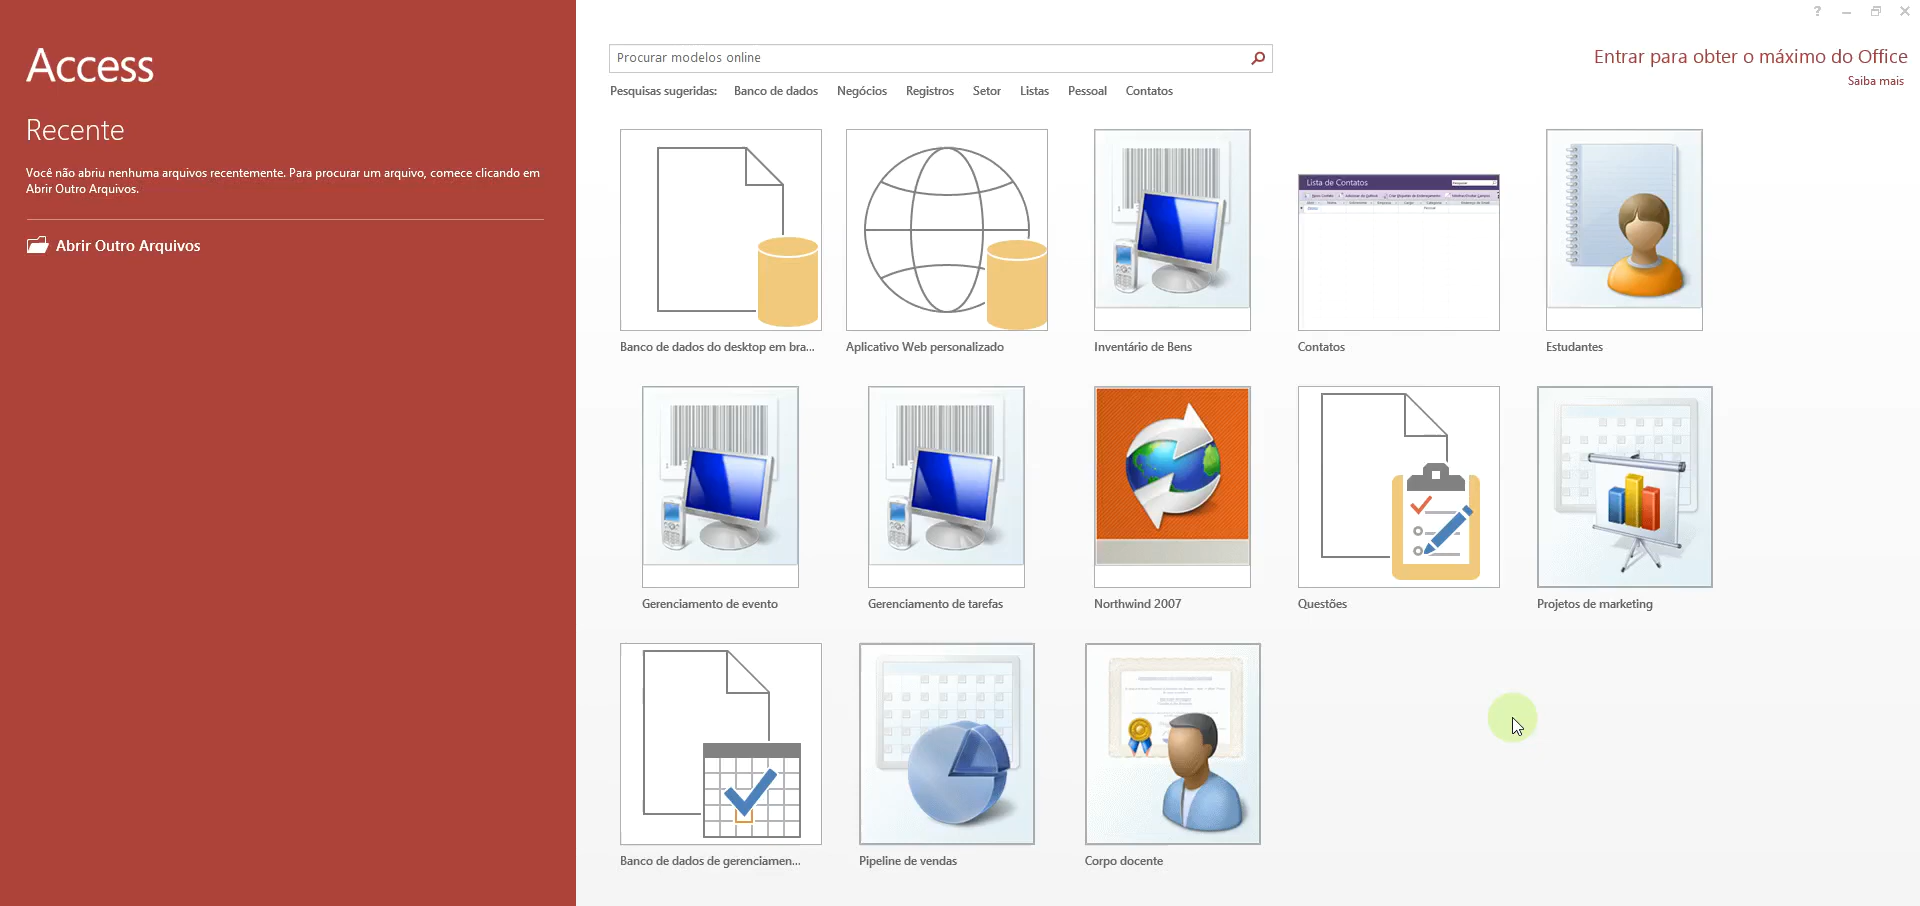 Access
Recente
Você não abriu nenhuma arquivos recentemente. Para procurar um arquivo, comece clicando em
Abrir Outro Arquivos.
Abrir Outro Arquivos
?
Procurar modelos online
Entrar para obter o máximo do Office
Saiba mais
Pesquisas sugeridas: Banco de dados Negócios Registros Setor Listas Pessoal Contatos
Lista de Contatos
Banco de dados do desktop em bra...
Aplicativo Web personalizado
Inventário de Bens
Contatos
Estudantes
Gerenciamento de evento
Gerenciamento de tarefas
Northwind 2007
Questões
Projetos de marketing
Banco de dados de gerenciamen...
Pipeline de vendas
Corpo docente